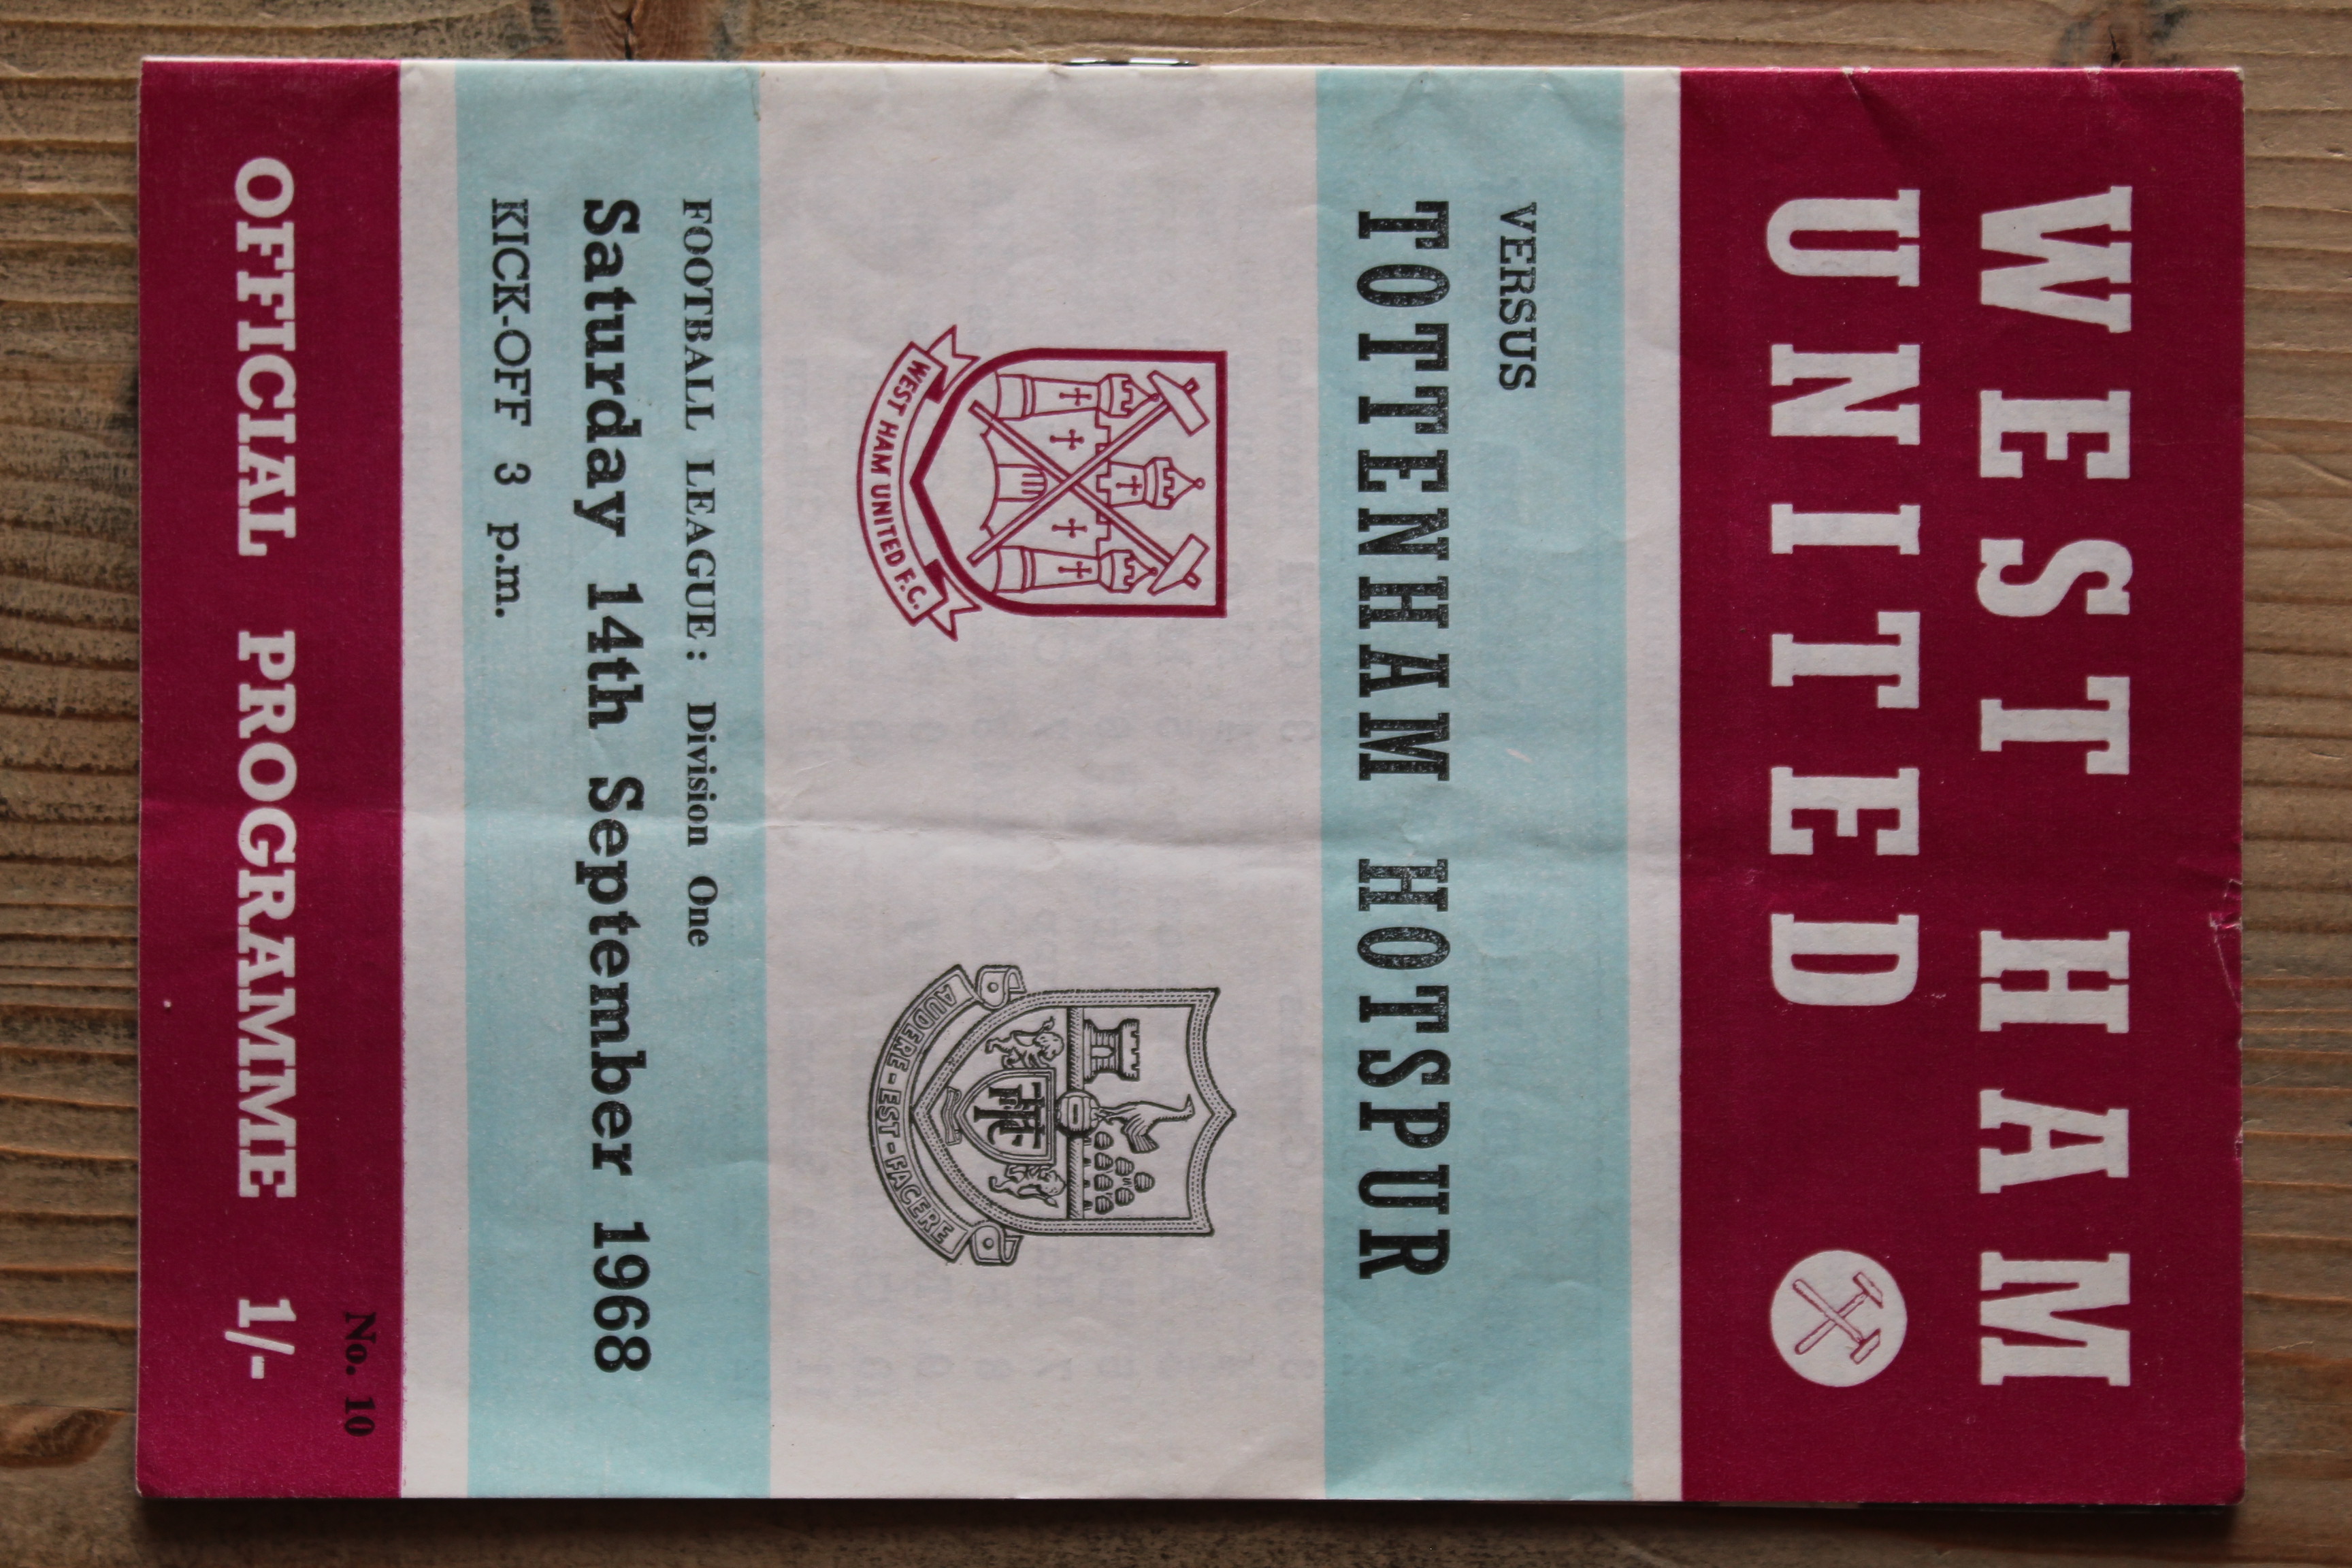 WEST HAM
UNITED
VERSUS
TOTTENHAM HOTSPUR
WEST HAM UNITED F.C.
AUDERE - EST - FACERE
FOOTBALL LEAGUE: Division One
Saturday 14th September 1968
KICK-OFF 3 p.m.
No. 10
OFFICIAL PROGRAMME 1/-